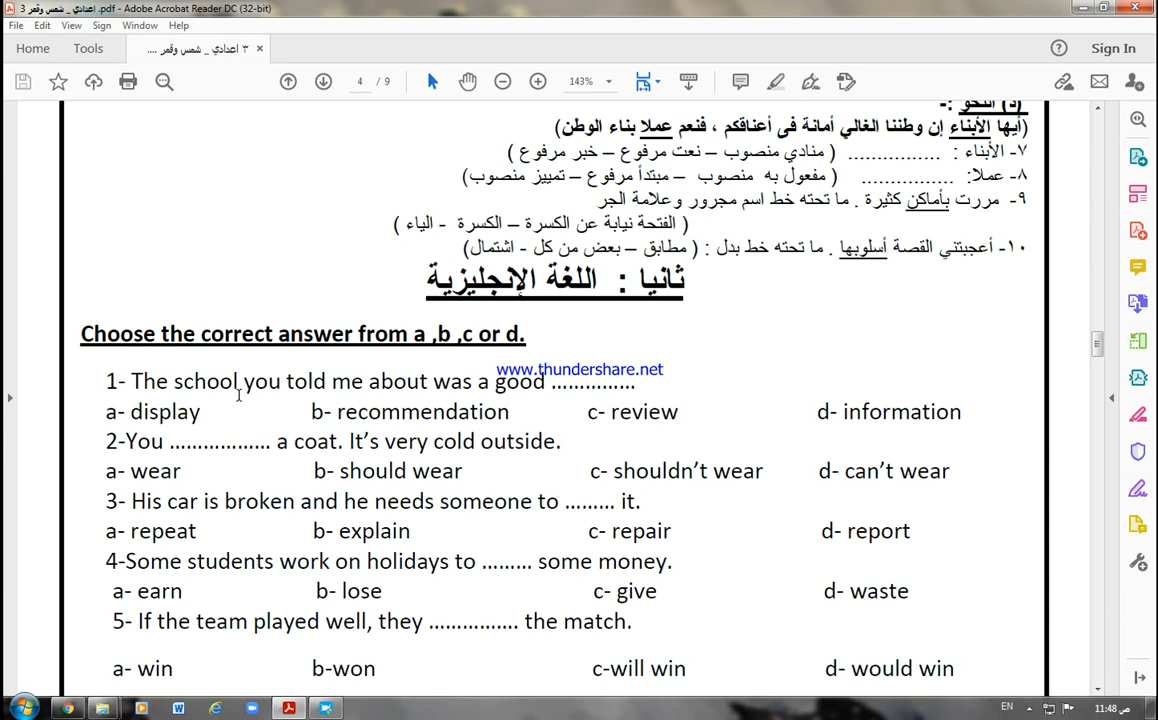 3 اعدادي _ شمس وقمر .pdf - Adobe Acrobat Reader DC (32-bit)
File Edit View Sign Window Help
Home Tools ٣ اعدادي _ شمس وقمر .... × Sign In
4 / 9 143%
(د) النحو :-
(أيها الأبناء إن وطننا الغالي أمانة فى أعناقكم ، فنعم عملا بناء الوطن)
٧- الأبناء : ................ ( منادي منصوب – نعت مرفوع – خبر مرفوع )
٨- عملا: ................ ( مفعول به منصوب – مبتدأ مرفوع – تمييز منصوب)
٩- مررت بأماكن كثيرة . ما تحته خط اسم مجرور وعلامة الجر
( الفتحة نيابة عن الكسرة – الكسرة - الياء )
١٠- أعجبتني القصة أسلوبها . ما تحته خط بدل : ( مطابق – بعض من كل - اشتمال)
ثانيا : اللغة الإنجليزية
Choose the correct answer from a ,b ,c or d.
www.thundershare.net
1- The school you told me about was a good ...............
a- display b- recommendation c- review d- information
2-You .................. a coat. It's very cold outside.
a- wear b- should wear c- shouldn't wear d- can't wear
3- His car is broken and he needs someone to ......... it.
a- repeat b- explain c- repair d- report
4-Some students work on holidays to ......... some money.
a- earn b- lose c- give d- waste
5- If the team played well, they ................ the match.
a- win b-won c-will win d- would win
EN 11:48 ص